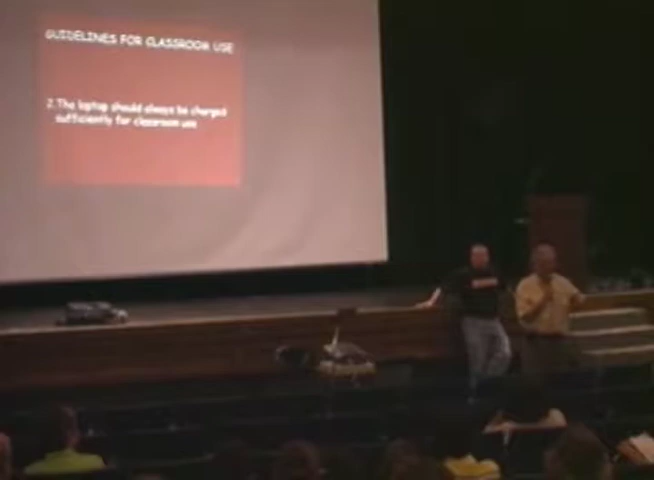 GUIDELINES FOR CLASSROOM USE
2.The laptop should always be charged
sufficiently for classroom use